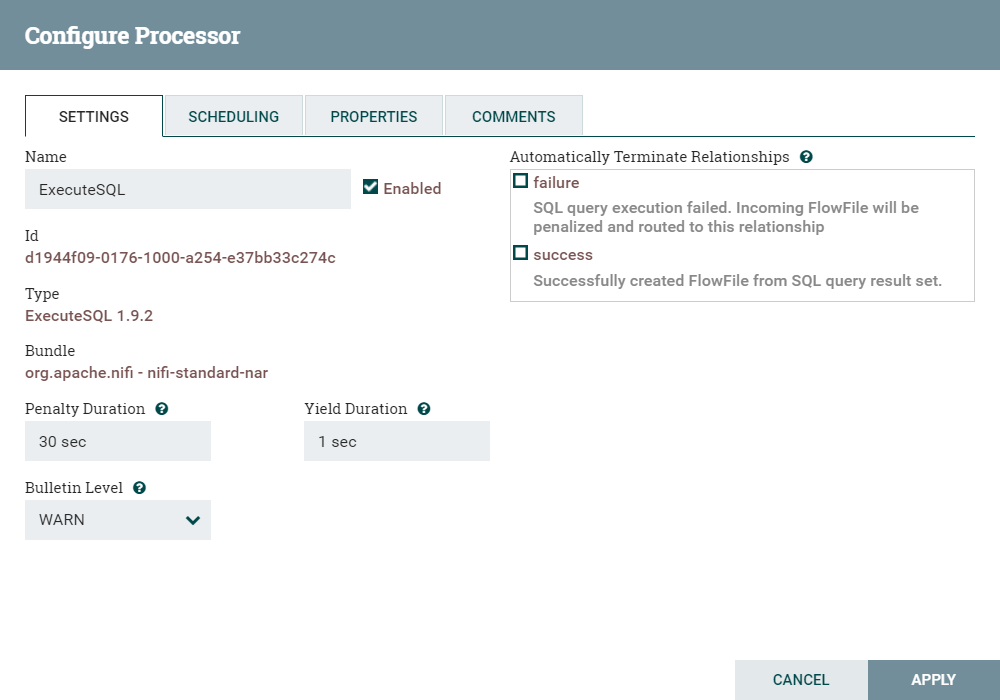 Configure Processor
SETTINGS
SCHEDULING
PROPERTIES
COMMENTS
Name
ExecuteSQL
Enabled
Id
d1944f09-0176-1000-a254-e37bb33c274c
Type
ExecuteSQL 1.9.2
Bundle
org.apache.nifi - nifi-standard-nar
Penalty Duration
30 sec
Yield Duration
1 sec
Bulletin Level
WARN
Automatically Terminate Relationships
failure
SQL query execution failed. Incoming FlowFile will be
penalized and routed to this relationship
success
Successfully created FlowFile from SQL query result set.
CANCEL
APPLY